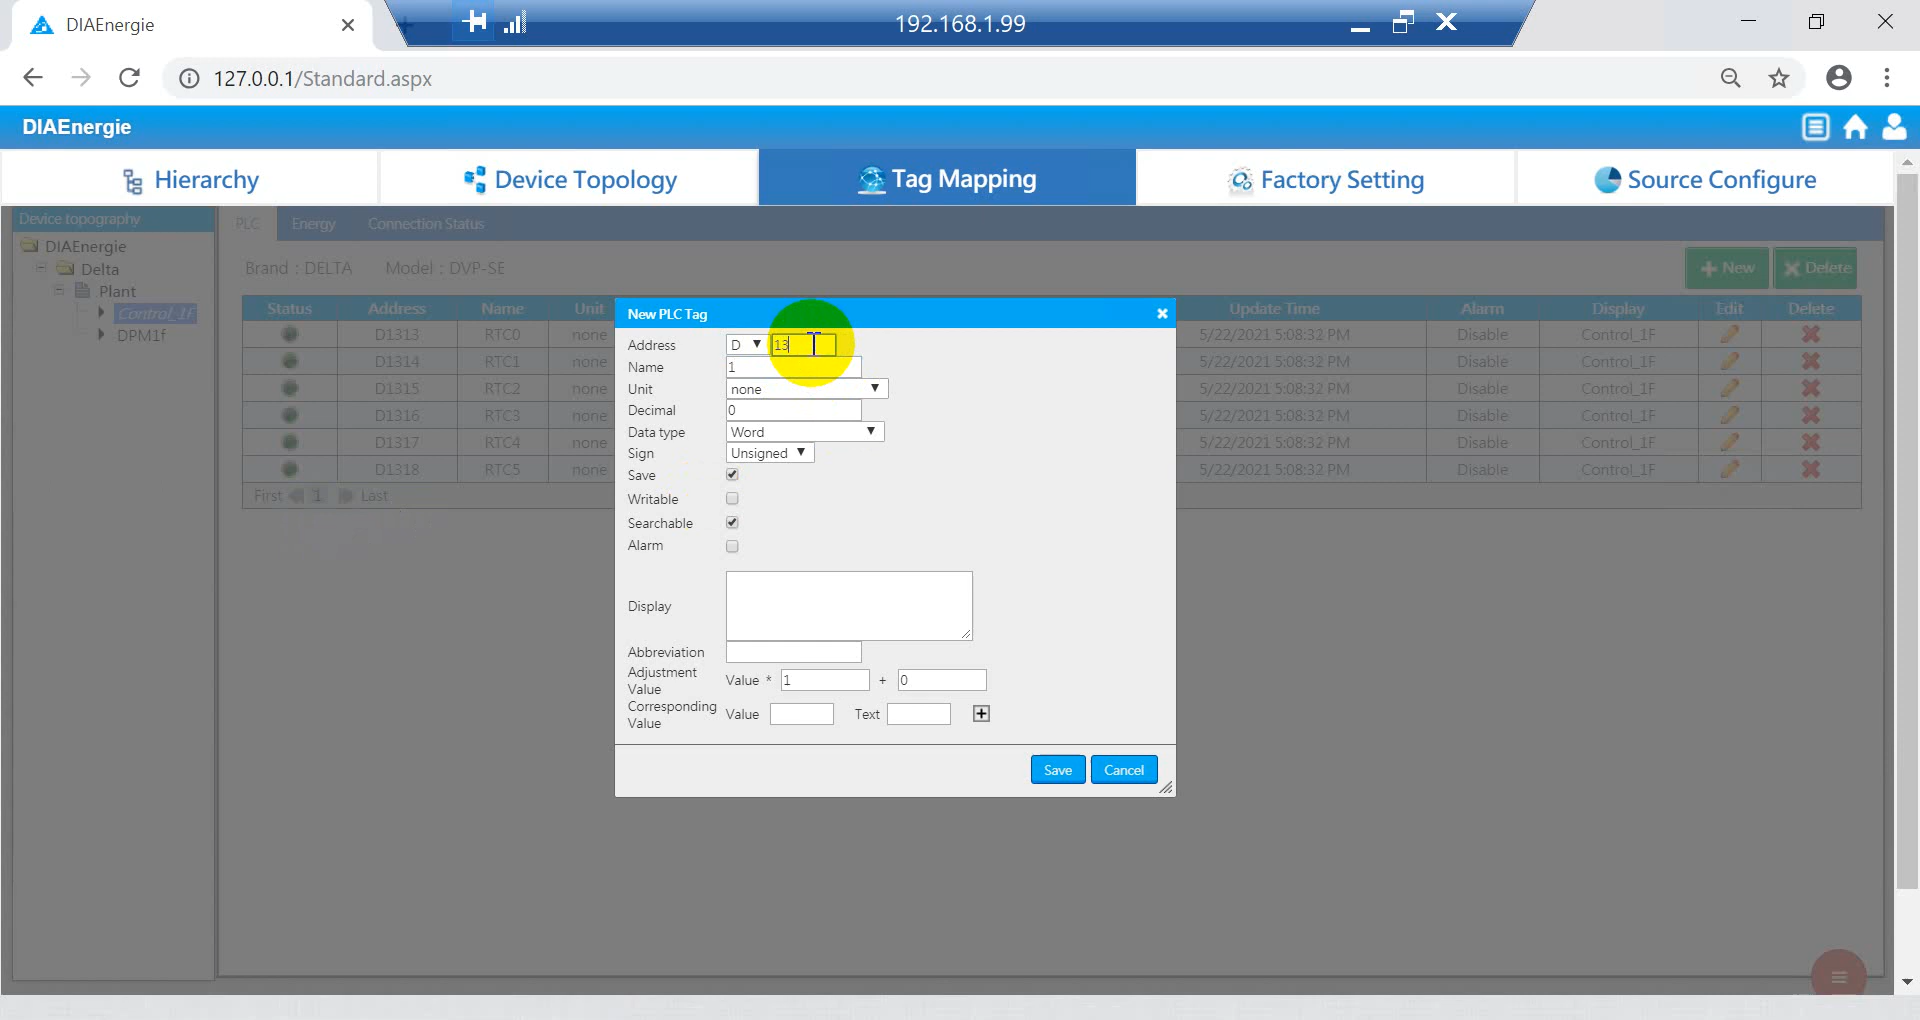 DIAEnergie
192.168.1.99
127.0.0.1/Standard.aspx
DIAEnergie
Hierarchy Device Topology Tag Mapping Factory Setting Source Configure
Device topography PLC Energy Connection Status
DIAEnergie
Delta
Plant
Control_1F
DPM1f
Brand : DELTA Model : DVP-SE New Delete
Status Address Name Unit Update Time Alarm Display Edit Delete
D1313 RTC0 none 5/22/2021 5:08:32 PM Disable Control_1F
D1314 RTC1 none 5/22/2021 5:08:32 PM Disable Control_1F
D1315 RTC2 none 5/22/2021 5:08:32 PM Disable Control_1F
D1316 RTC3 none 5/22/2021 5:08:32 PM Disable Control_1F
D1317 RTC4 none 5/22/2021 5:08:32 PM Disable Control_1F
D1318 RTC5 none 5/22/2021 5:08:32 PM Disable Control_1F
First 1 Last
New PLC Tag
Address D 13
Name 1
Unit none
Decimal 0
Data type Word
Sign Unsigned
Save
Writable
Searchable
Alarm
Display
Abbreviation
Adjustment Value Value * 1 + 0
Corresponding Value Value Text
Save Cancel